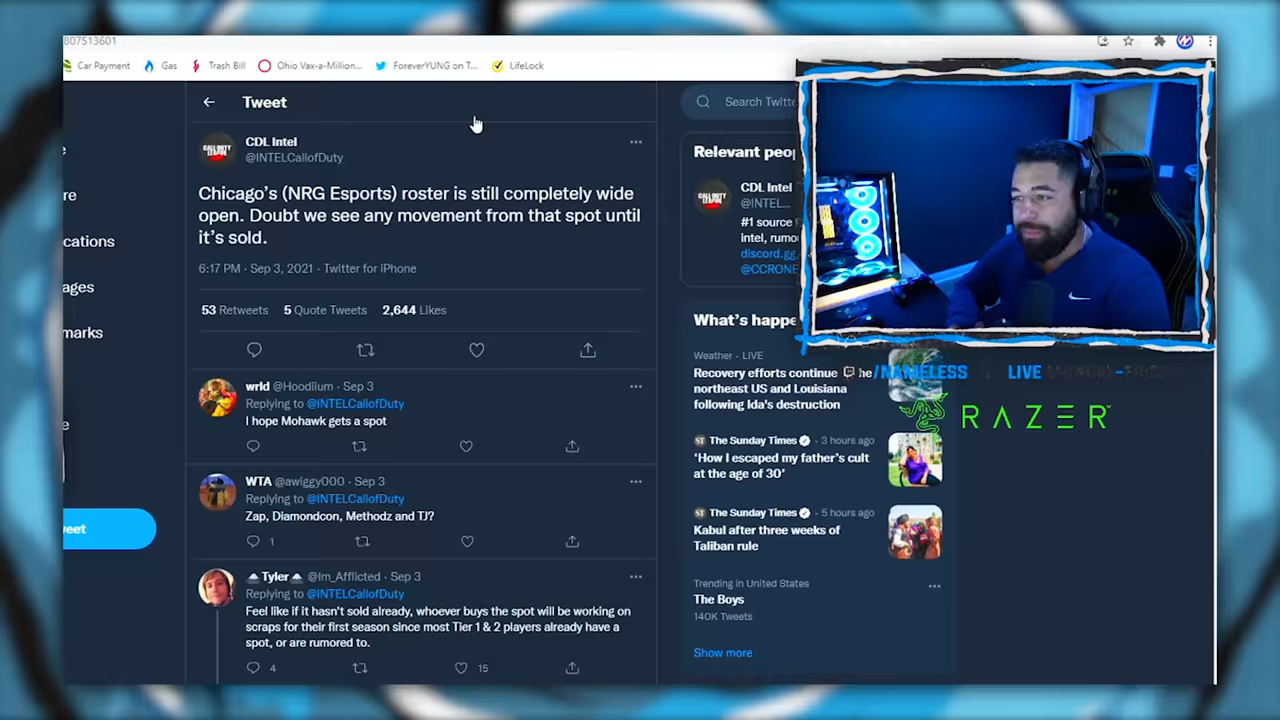 807513601
Car Payment
Gas
Trash Bill
Ohio Vax-a-Million...
ForeverYUNG on T...
LifeLock
Tweet
Search Twitte
CDL Intel
@INTELCallofDuty
Chicago's (NRG Esports) roster is still completely wide
open. Doubt we see any movement from that spot until
it's sold.
6:17 PM · Sep 3, 2021 · Twitter for iPhone
53 Retweets 5 Quote Tweets 2,644 Likes
wrld @Hoodlium · Sep 3
Replying to @INTELCallofDuty
I hope Mohawk gets a spot
WTA @awiggy000 · Sep 3
Replying to @INTELCallofDuty
Zap, Diamondcon, Methodz and TJ?
1
Tyler @Im_Afflicted · Sep 3
Replying to @INTELCallofDuty
Feel like if it hasn't sold already, whoever buys the spot will be working on
scraps for their first season since most Tier 1 & 2 players already have a
spot, or are rumored to.
4 15
re
cations
ages
marks
e
eet
Relevant peop
CDL Intel
@INTEL...
#1 source
intel, rumo
discord.gg
@CCRONE
What's happe
Weather · LIVE
Recovery efforts continue
northeast US and Louisiana
following Ida's destruction
The Sunday Times · 3 hours ago
'How I escaped my father's cult
at the age of 30'
The Sunday Times · 5 hours ago
Kabul after three weeks of
Taliban rule
Trending in United States
The Boys
140K Tweets
Show more
/NAMELESS
LIVE
RAZER